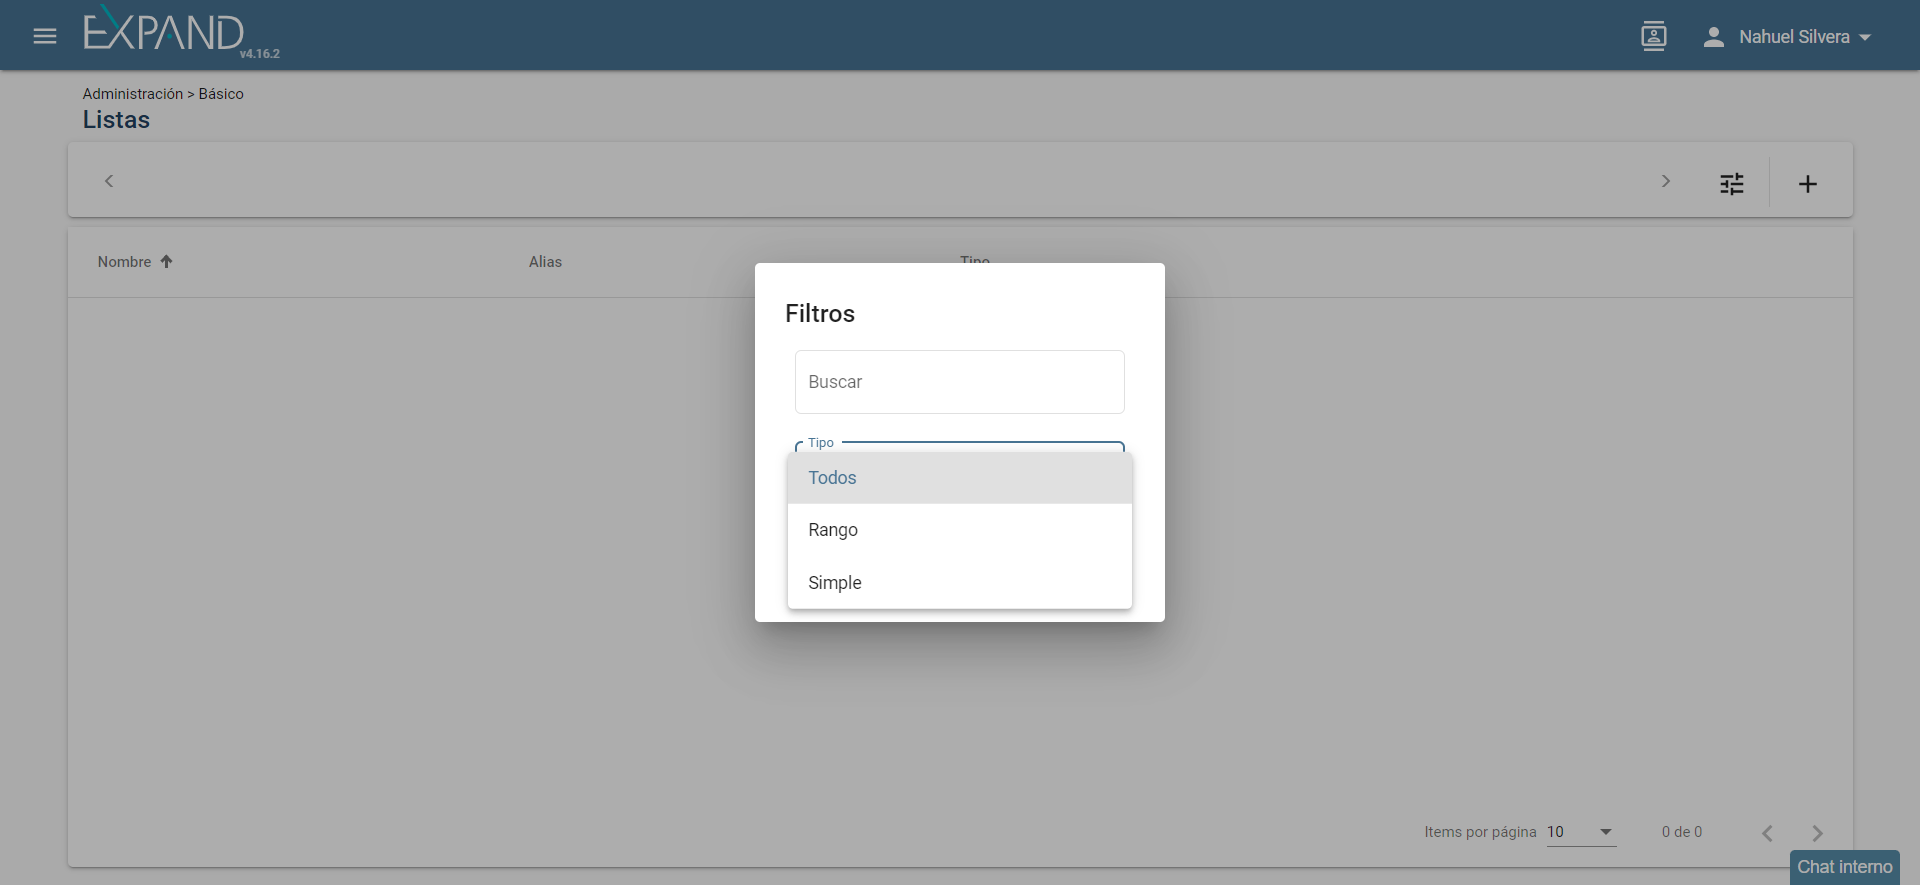 EXPAND
v4.16.2
Nahuel Silvera
Administración > Básico
Listas
Nombre
Alias
Tipo
Filtros
Buscar
Tipo
Todos
Rango
Simple
Items por página
10
0 de 0
Chat interno